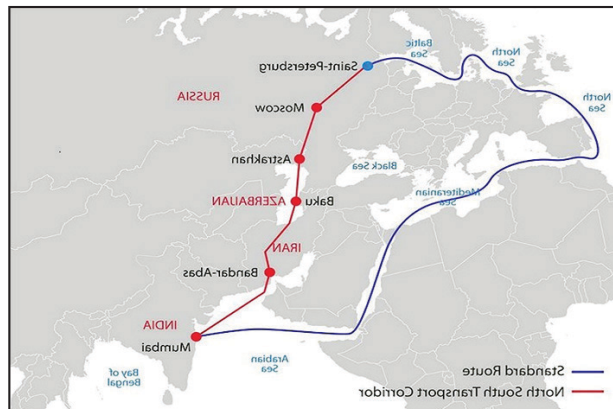 Baltic
Sea
North
Sea
Saint-Petersburg
RUSSIA
North
Sea
Moscow
Astrakhan
Black Sea
AZERBAIJAN
Baku
Mediteranian
Sea
IRAN
Bandar-Abas
INDIA
Mumbai
Arabian
Sea
Bay of
Bengal
Standard Route
North South Transport Corridor